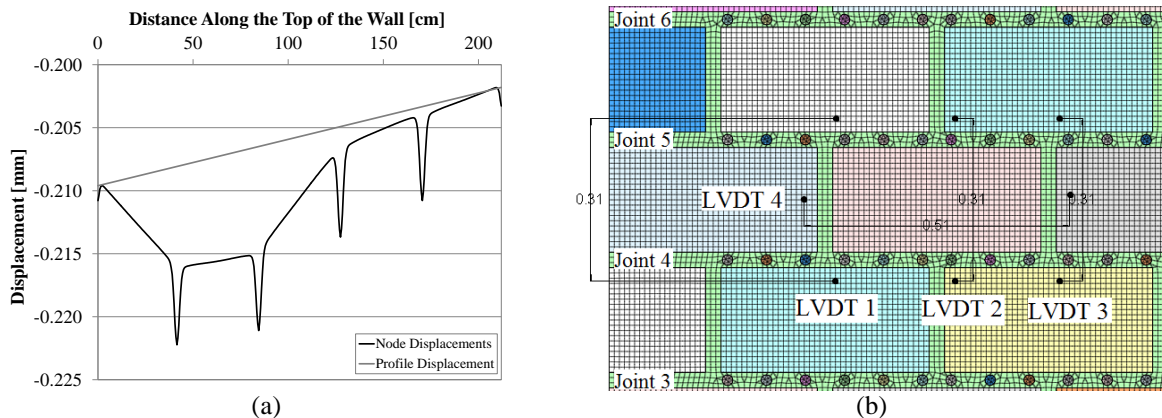 Distance Along the Top of the Wall [cm]
0 50 100 150 200
-0.200
-0.205
-0.210
-0.215
-0.220
-0.225
Displacement [mm]
Node Displacements
Profile Displacement
(a)
Joint 6
Joint 5
LVDT 4
0.31
0.31
0.31
0.51
Joint 4
LVDT 1
LVDT 2
LVDT 3
Joint 3
(b)